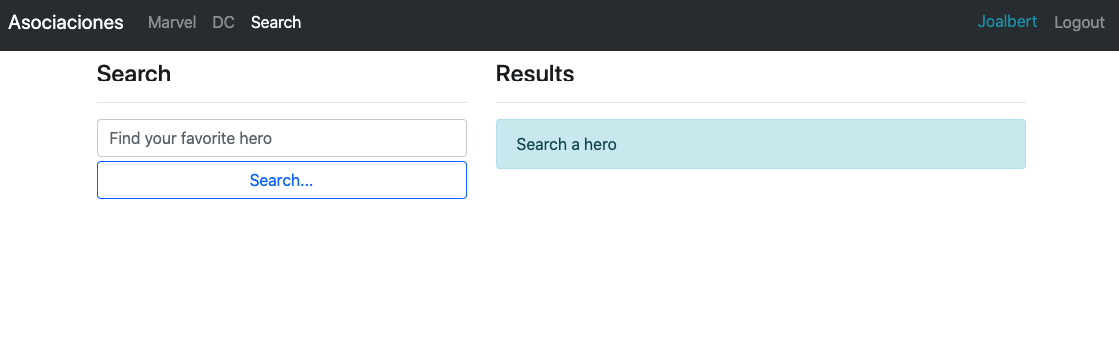 Asociaciones Marvel DC Search Joalbert Logout
Search
Find your favorite hero
Search...
Results
Search a hero